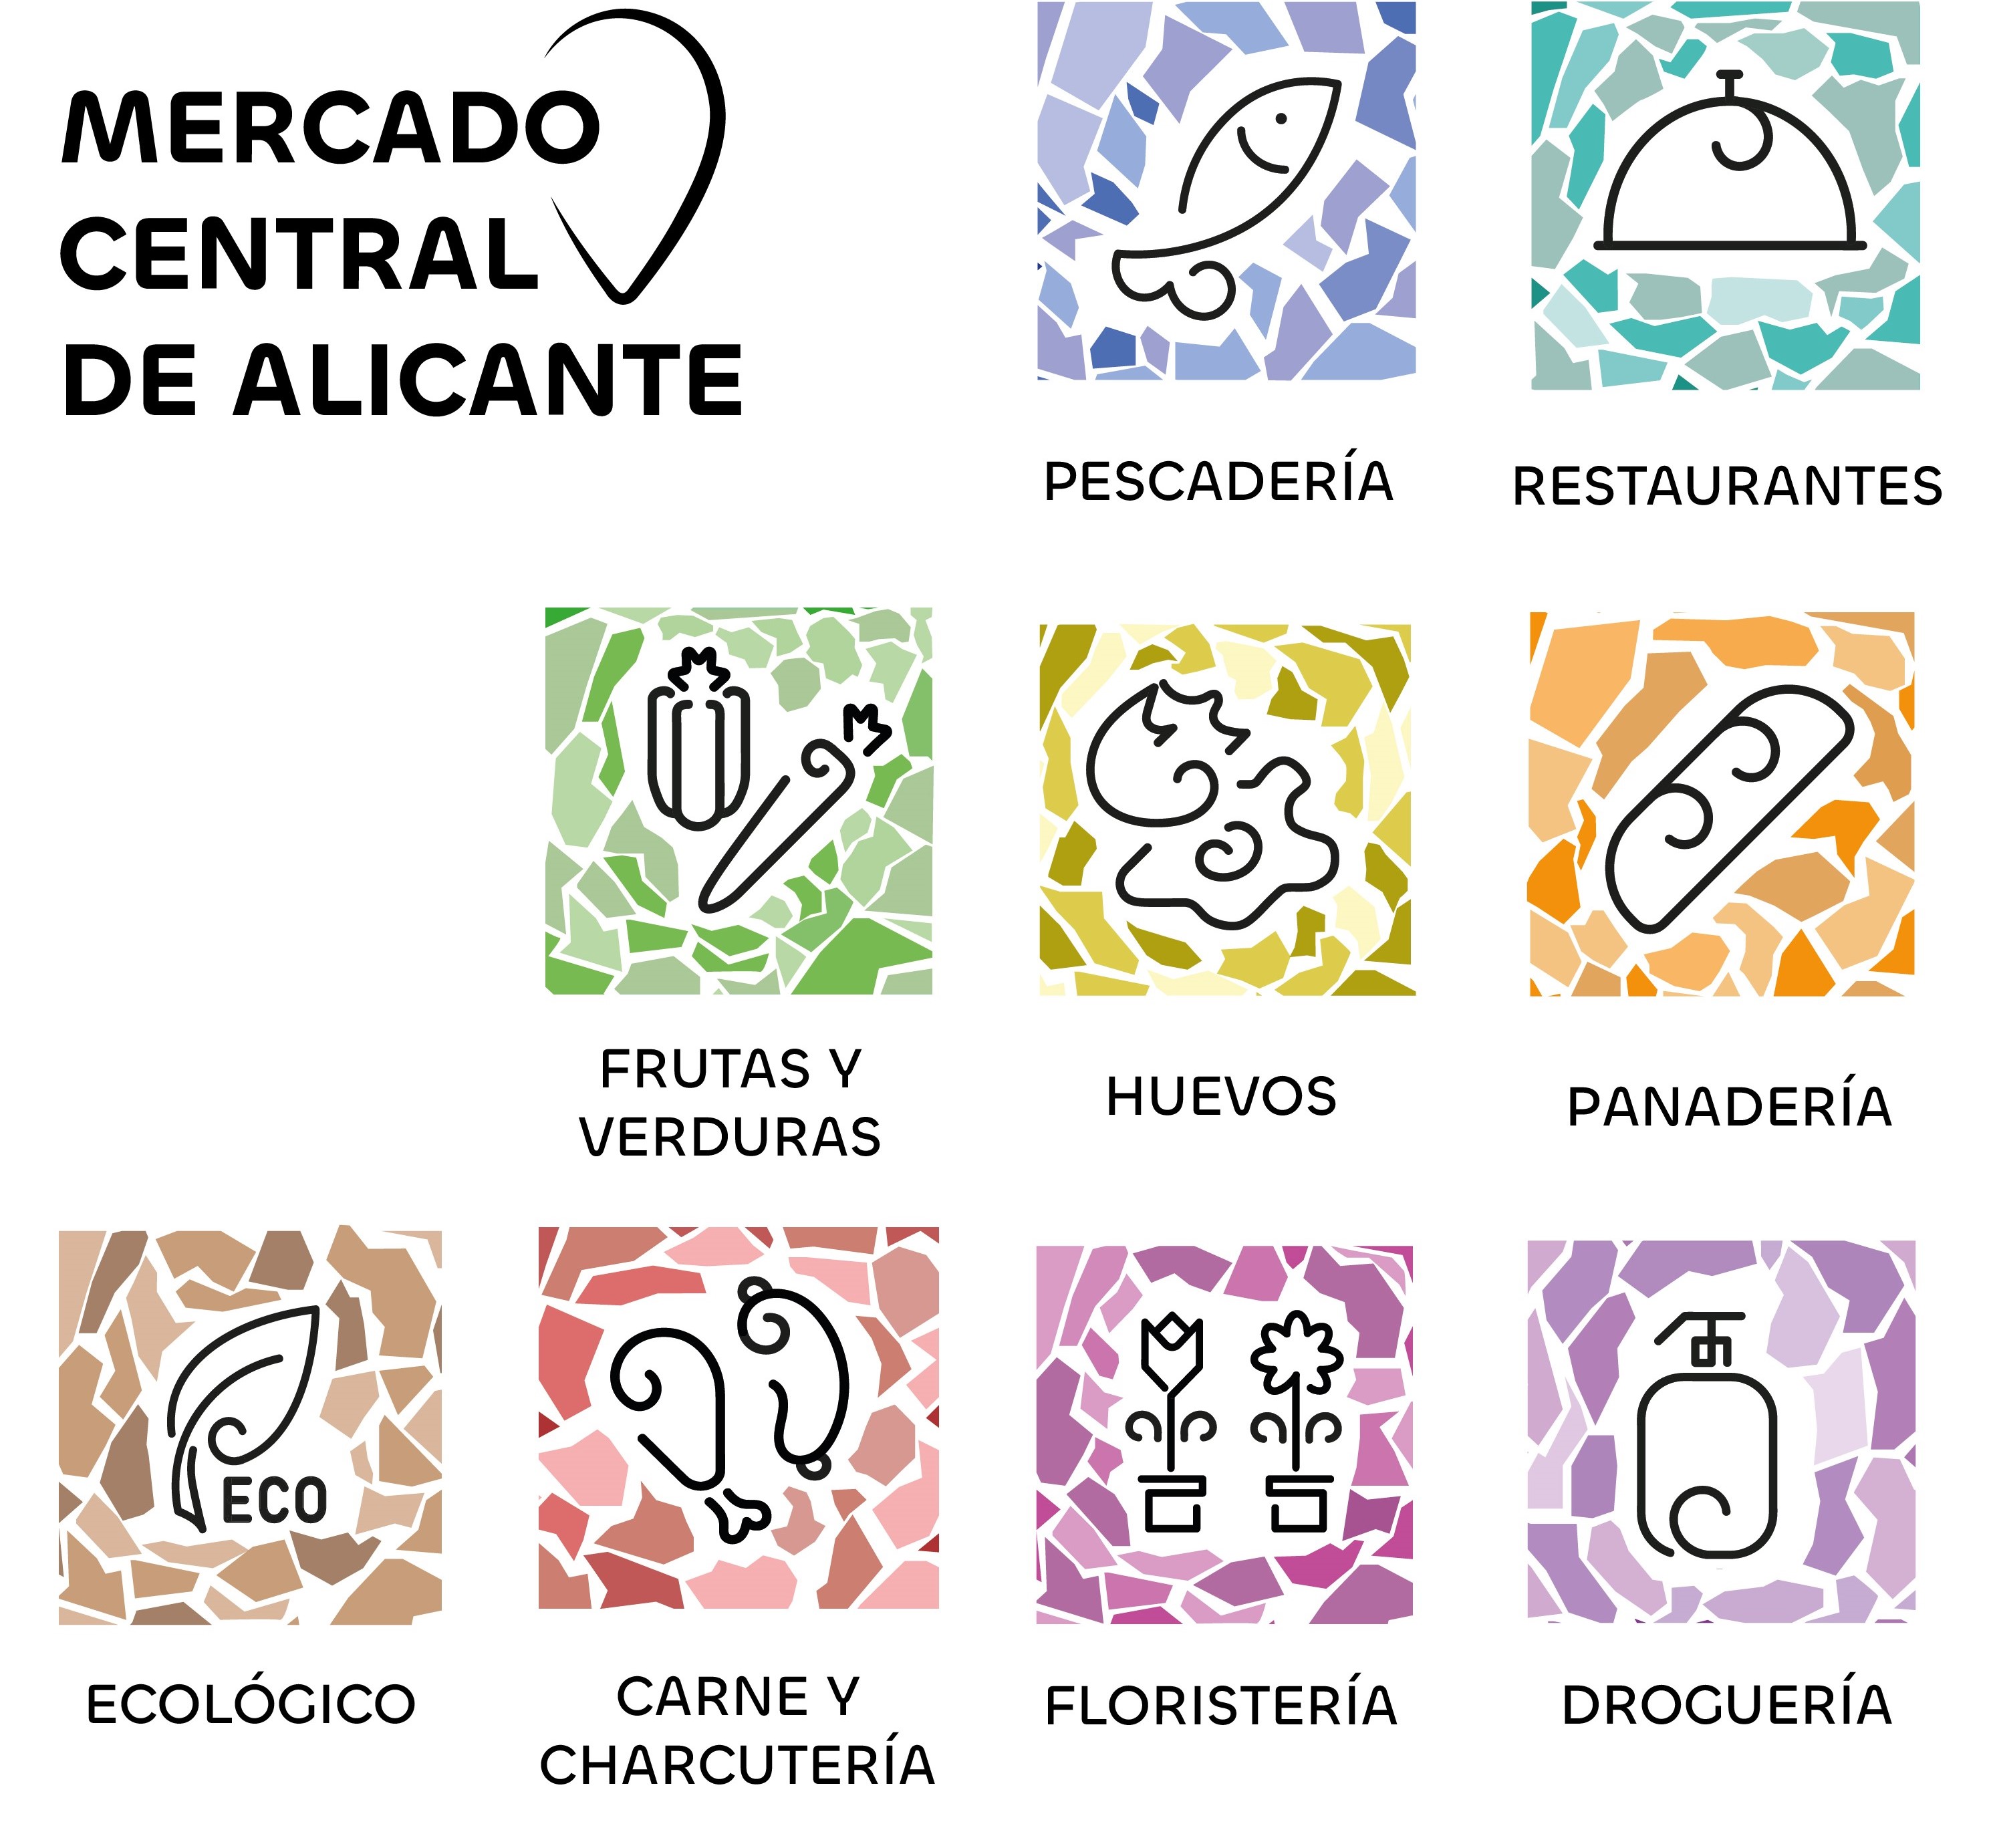 MERCADO
CENTRAL
DE ALICANTE
PESCADERÍA
RESTAURANTES
FRUTAS Y
VERDURAS
HUEVOS
PANADERÍA
ECO
ECOLÓGICO
CARNE Y
CHARCUTERÍA
FLORISTERÍA
DROGUERÍA